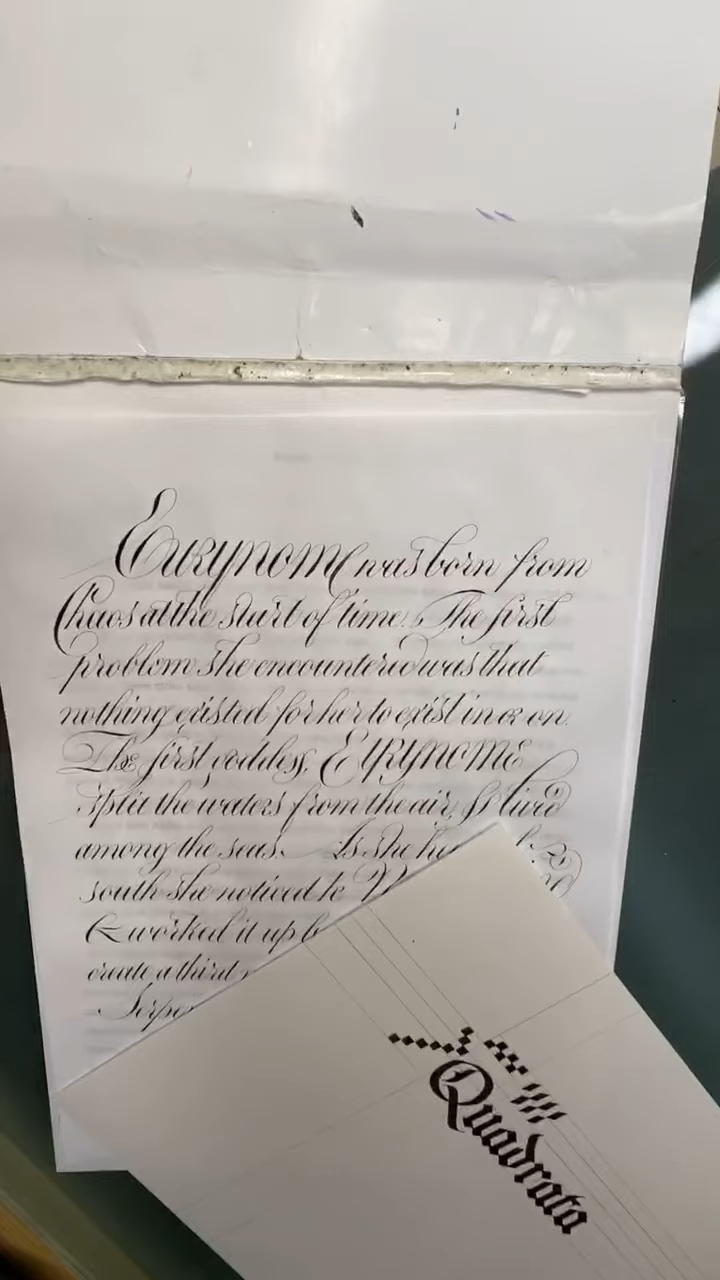 Eurynome was born from
Chaos at the start of time. The first
problem she encountered was that
nothing existed for her to exist in or on.
The first goddess, EURYNOME
split the waters from the air, & lived
among the seas. As she
south she noticed
& worked it up
create a third
Serpe
Quadrata